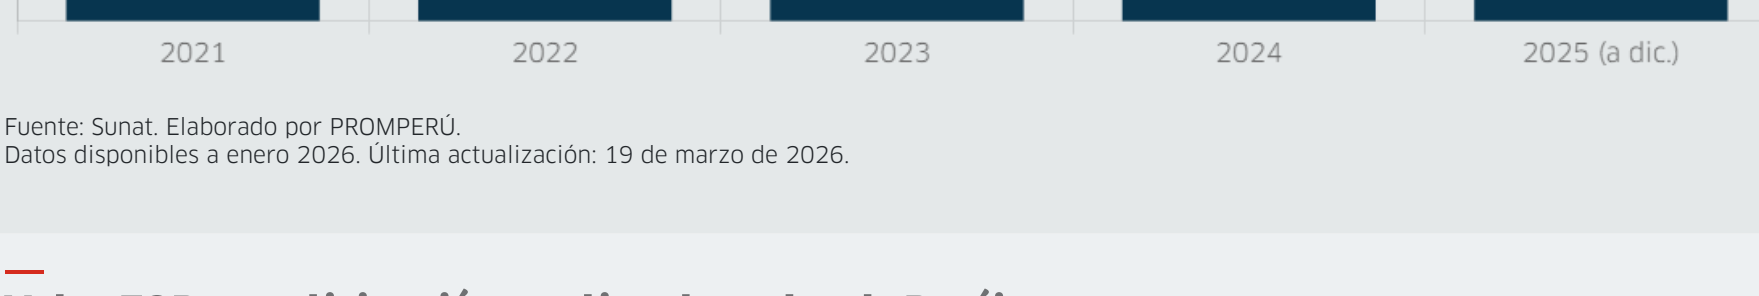 2021 2022 2023 2024 2025 (a dic.)
Fuente: Sunat. Elaborado por PROMPERÚ.
Datos disponibles a enero 2026. Última actualización: 19 de marzo de 2026.